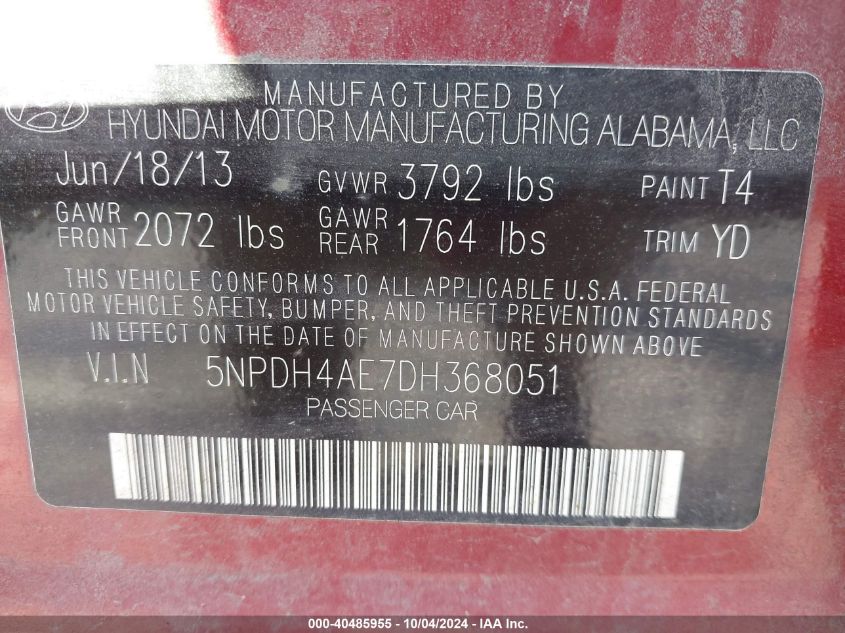 MANUFACTURED BY
HYUNDAI MOTOR MANUFACTURING ALABAMA, LLC
Jun/18/13 GVWR 3792 lbs PAINT T4
GAWR FRONT 2072 lbs GAWR REAR 1764 lbs TRIM YD
THIS VEHICLE CONFORMS TO ALL APPLICABLE U.S.A. FEDERAL
MOTOR VEHICLE SAFETY, BUMPER, AND THEFT PREVENTION STANDARDS
IN EFFECT ON THE DATE OF MANUFACTURE SHOWN ABOVE
V.I.N 5NPDH4AE7DH368051
PASSENGER CAR
000-40485955 - 10/04/2024 - IAA Inc.